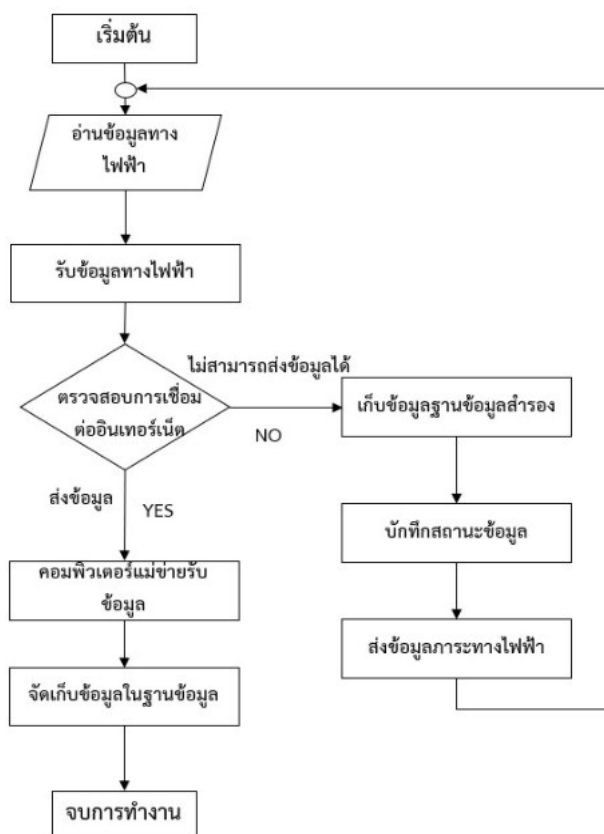 เริ่มต้น
อ่านข้อมูลทาง
ไฟฟ้า
รับข้อมูลทางไฟฟ้า
ไม่สามารถส่งข้อมูลได้
ตรวจสอบการเชื่อม
ต่ออินเทอร์เน็ต
NO
เก็บข้อมูลฐานข้อมูลสำรอง
ส่งข้อมูล
YES
บักทึกสถานะข้อมูล
คอมพิวเตอร์แม่ข่ายรับ
ข้อมูล
ส่งข้อมูลภาระทางไฟฟ้า
จัดเก็บข้อมูลในฐานข้อมูล
จบการทำงาน